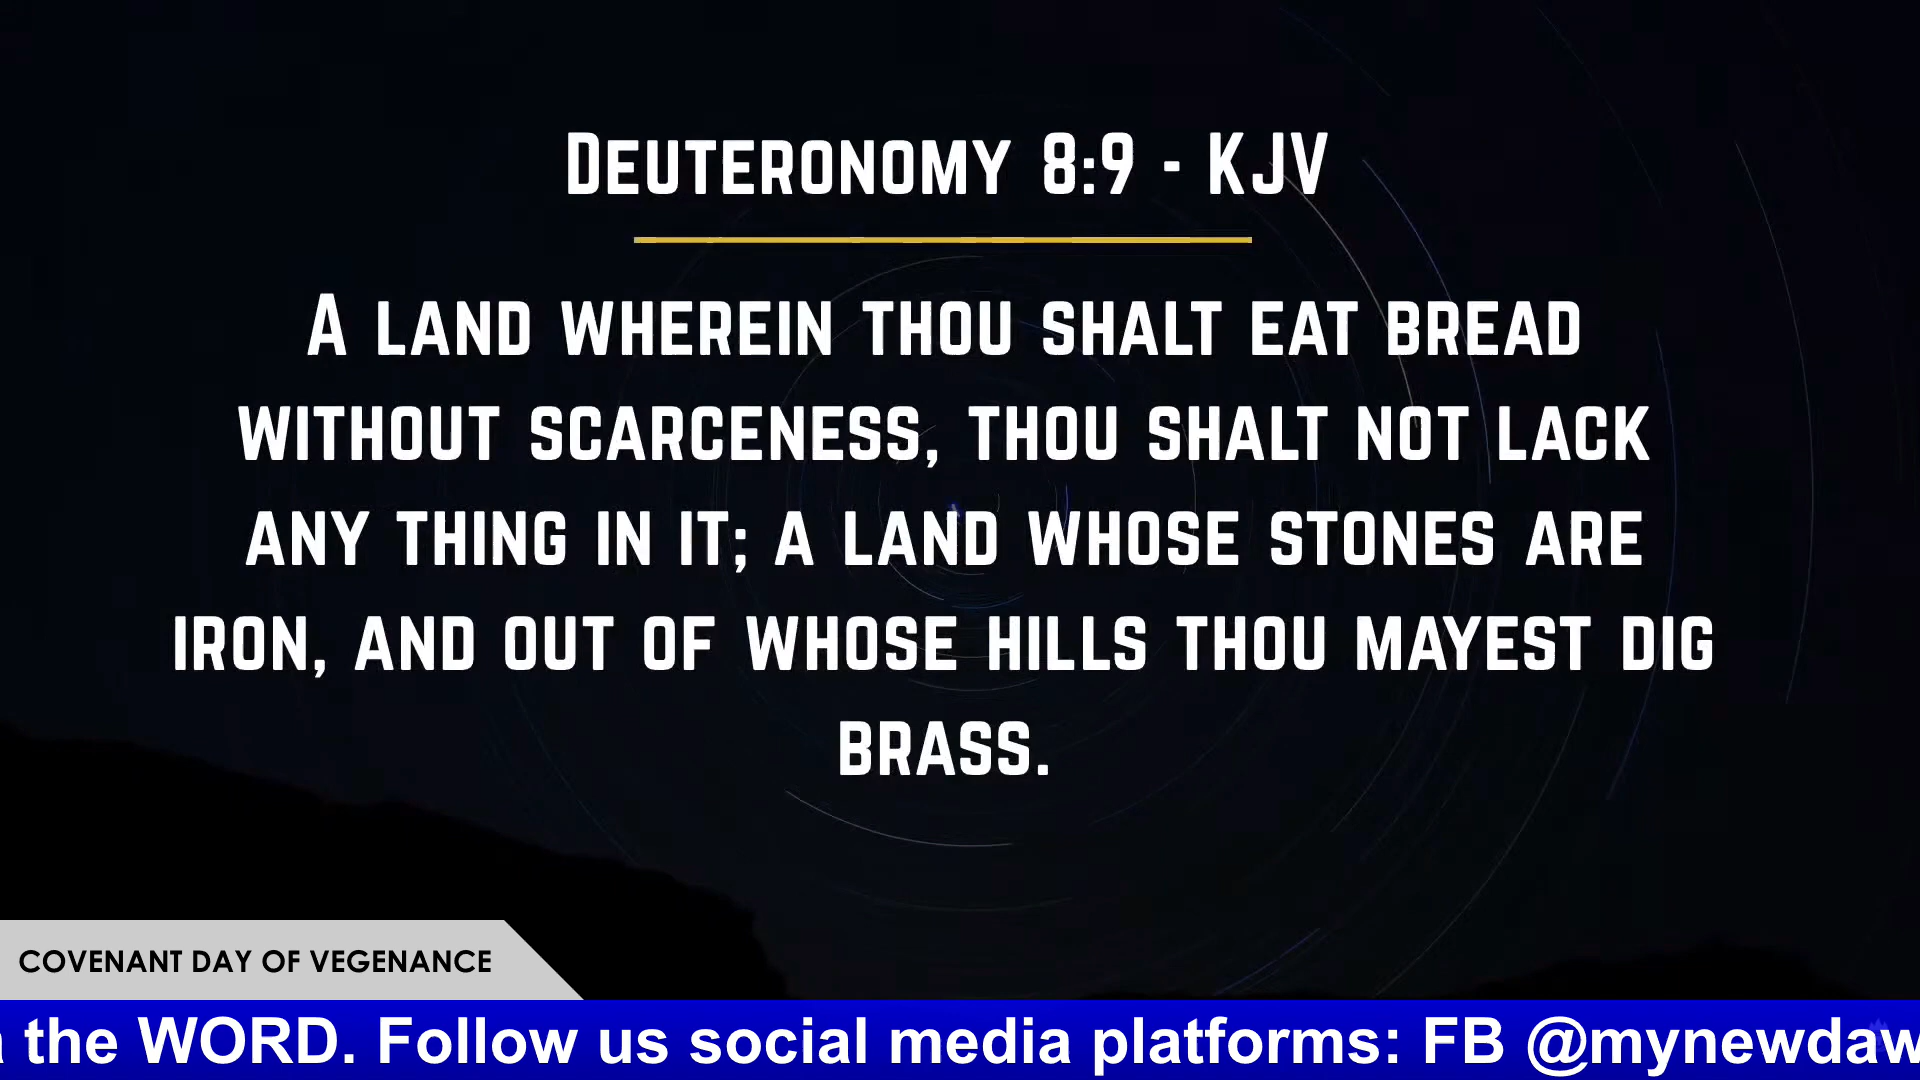 Deuteronomy 8:9 - KJV
A land wherein thou shalt eat bread
without scarceness, thou shalt not lack
any thing in it; a land whose stones are
iron, and out of whose hills thou mayest dig
brass.
COVENANT DAY OF VEGENANCE
the WORD. Follow us social media platforms: FB @mynewdaw